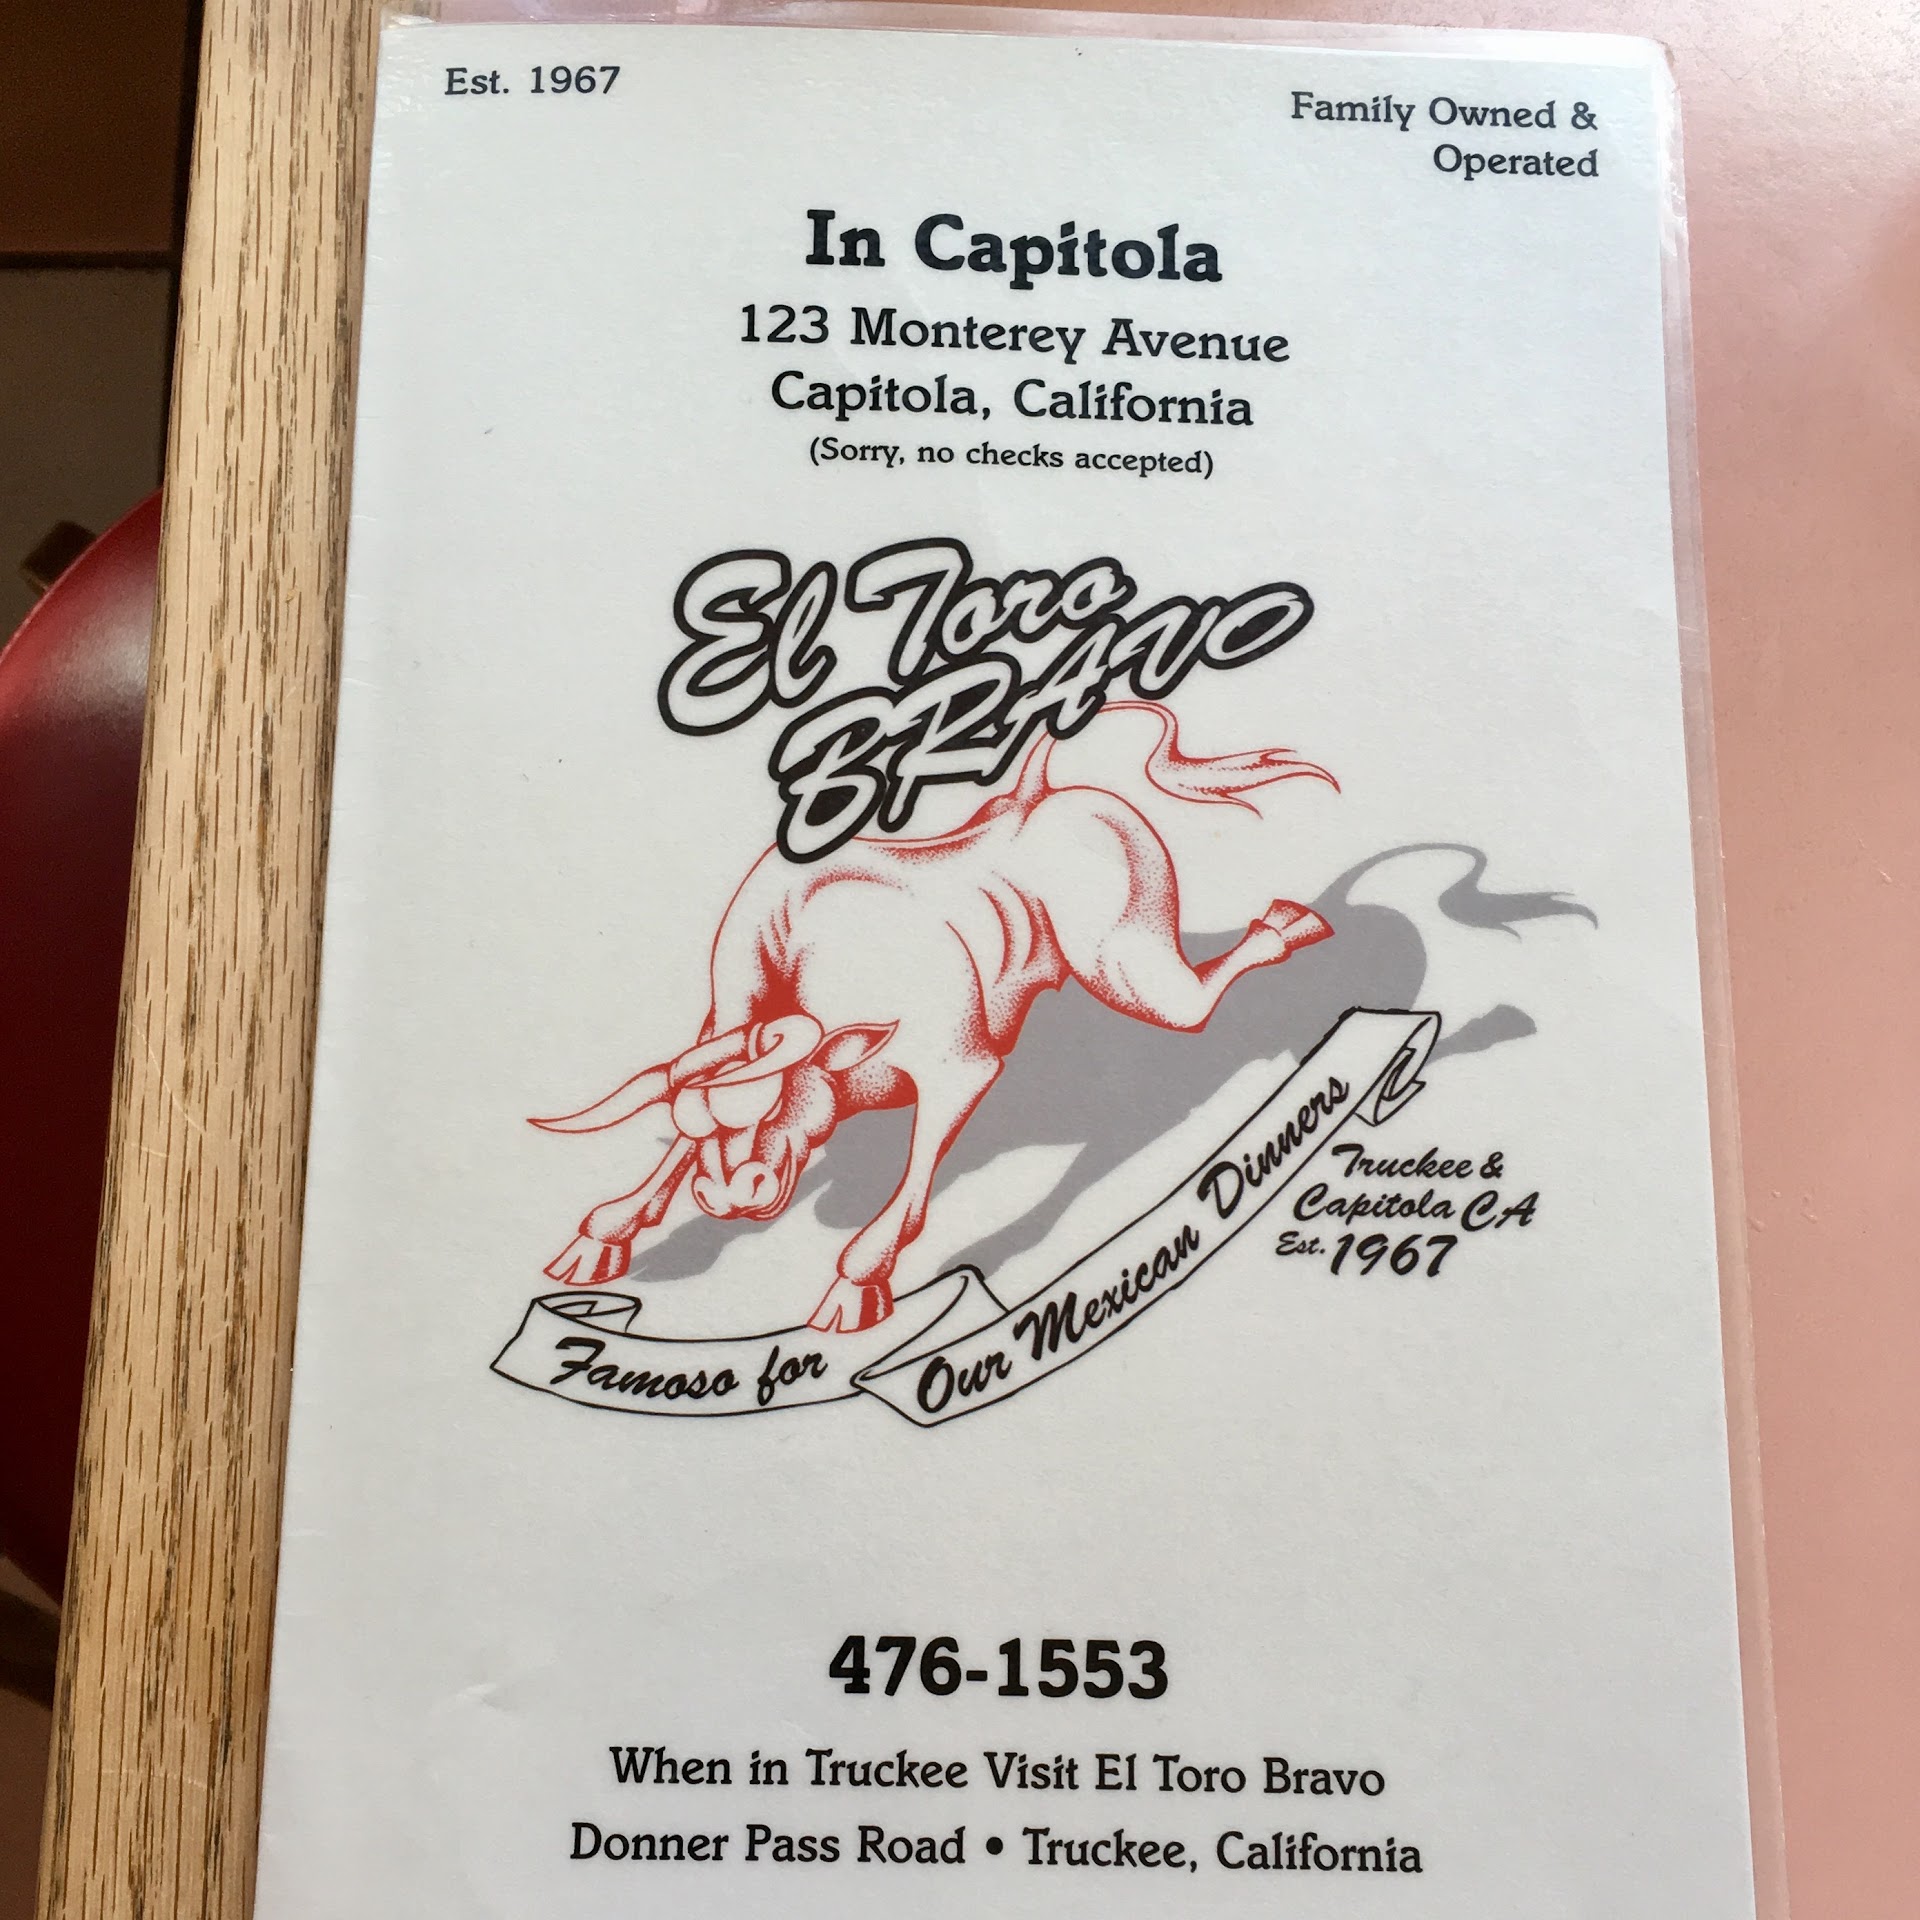 Est. 1967
Family Owned &
Operated
In Capitola
123 Monterey Avenue
Capitola, California
(Sorry, no checks accepted)
El Toro
BRAVO
Famoso for
Our Mexican Dinners
Truckee &
Capitola CA
Est. 1967
476-1553
When in Truckee Visit El Toro Bravo
Donner Pass Road • Truckee, California